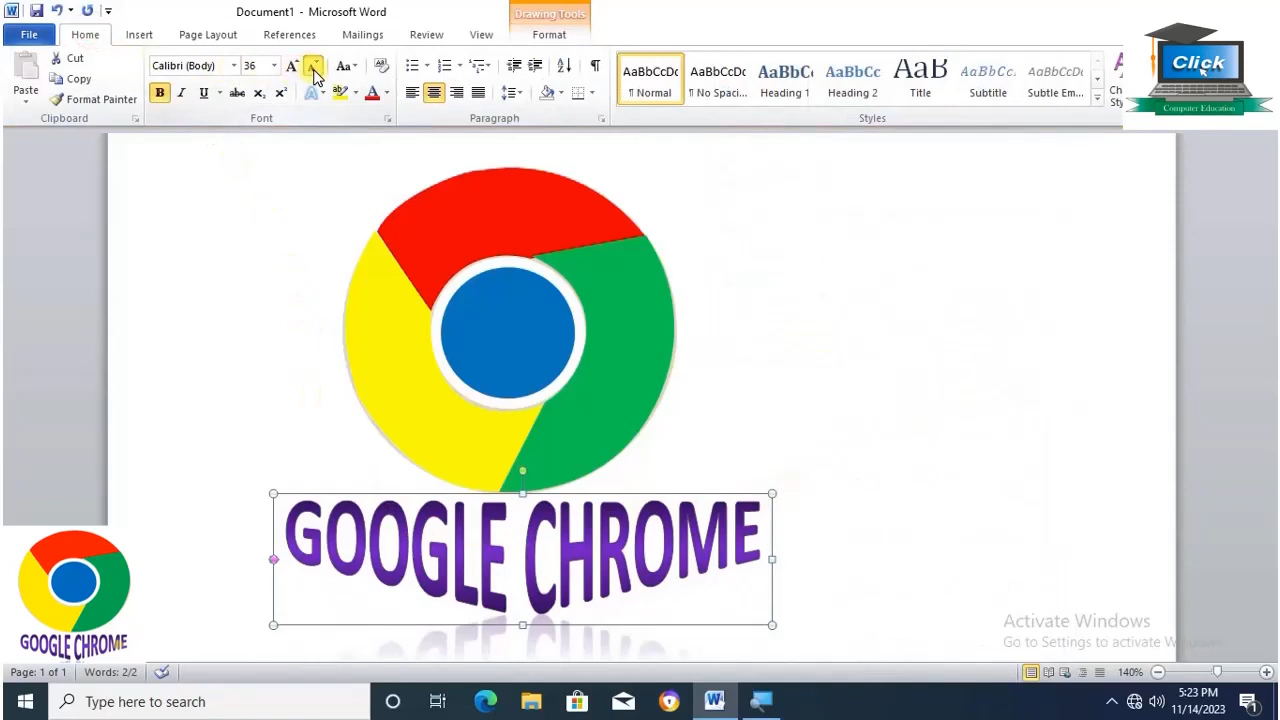 Document1 - Microsoft Word
Drawing Tools
File Home Insert Page Layout References Mailings Review View Format
Cut
Copy
Format Painter
Paste
Calibri (Body) 36
AaBbCcDc AaBbCcDc AaBbC AaBbCc AaB AaBbCc AaBbCcDc
¶ Normal ¶ No Spaci... Heading 1 Heading 2 Title Subtitle Subtle Em...
Clipboard Font Paragraph Styles
Click
Computer Education
GOOGLE CHROME
GOOGLE CHROME
Activate Windows
Go to Settings to activate Windows.
Page: 1 of 1 Words: 2/2 140%
Type here to search
5:23 PM
11/14/2023